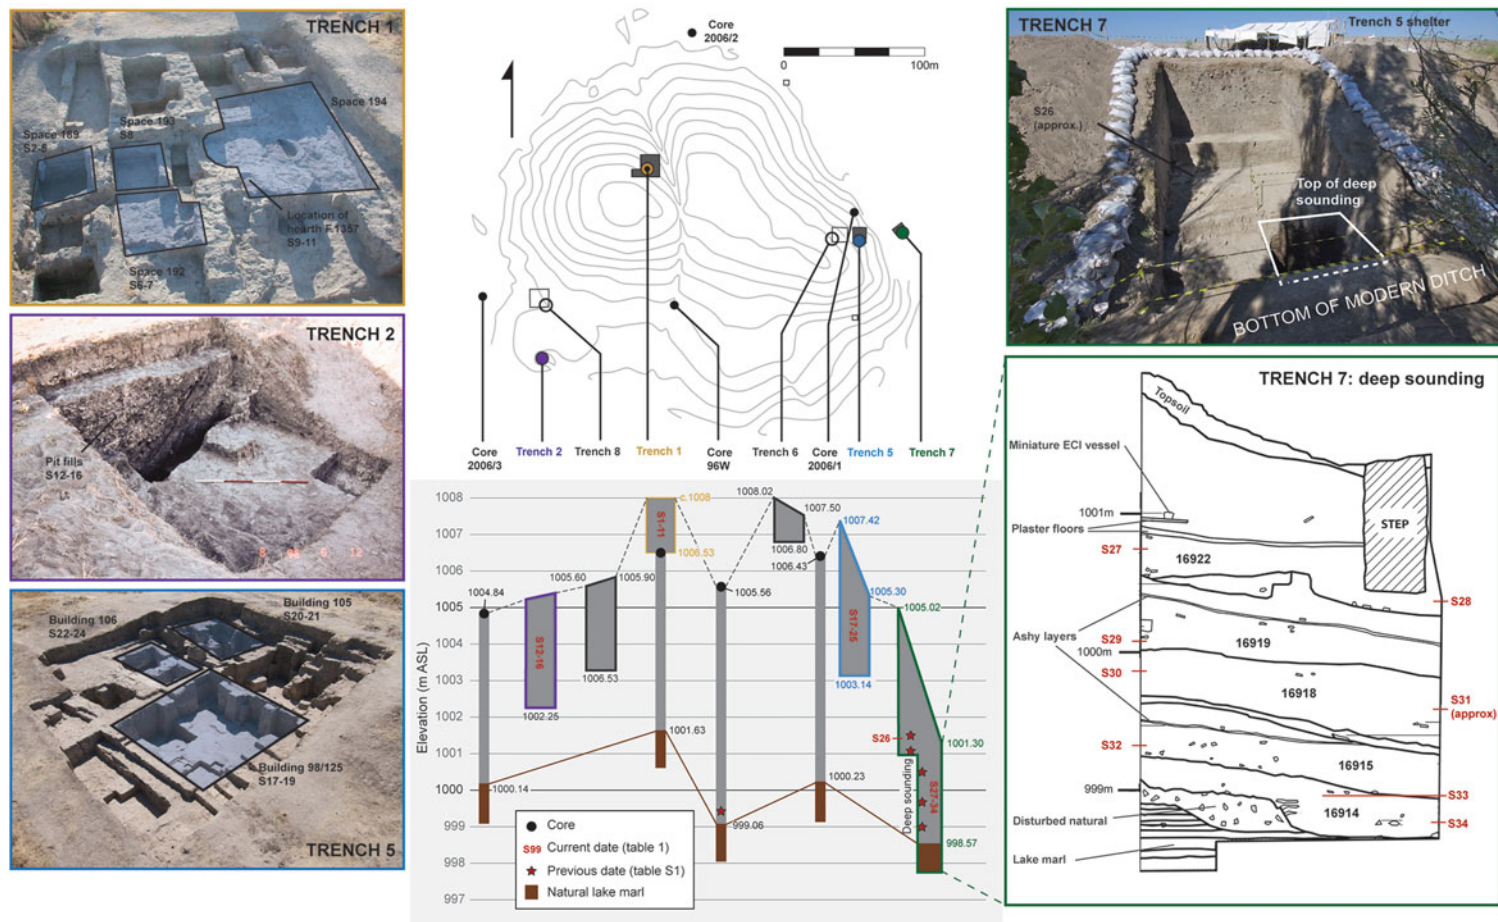 TRENCH 1
Space 194
Space 193
S8
Space 189
S2-5
Location of
hearth F.1357
S9-11
Space 192
S6-7
TRENCH 2
Pit fills
S12-16
Building 105
S20-21
Building 106
S22-24
Building 98/125
S17-19
TRENCH 5
Core
2006/2
0
100m
Core
2006/3
Trench 2
Trench 8
Trench 1
Core
96W
Trench 6
Core
2006/1
Trench 5
Trench 7
Elevation (m ASL)
1008
1007
1006
1005
1004
1003
1002
1001
1000
999
998
997
1004.84
1000.14
S12-16
1002.25
1005.60
1005.90
1006.53
c.1008
S1-11
1006.53
1001.63
1005.56
999.06
1008.02
1007.50
1006.80
1006.43
1000.23
1007.42
1005.30
S17-25
1003.14
1005.02
S26
1001.30
Deep sounding
S27-34
998.57
Core
S99 Current date (table 1)
Previous date (table S1)
Natural lake marl
TRENCH 7
Trench 5 shelter
S26
(approx.)
Top of deep
sounding
BOTTOM OF MODERN DITCH
TRENCH 7: deep sounding
Topsoil
Miniature ECI vessel
1001m
Plaster floors
STEP
S27
16922
S28
Ashy layers
S29
16919
1000m
S30
16918
S31
(approx)
S32
16915
999m
S33
Disturbed natural
16914
S34
Lake marl